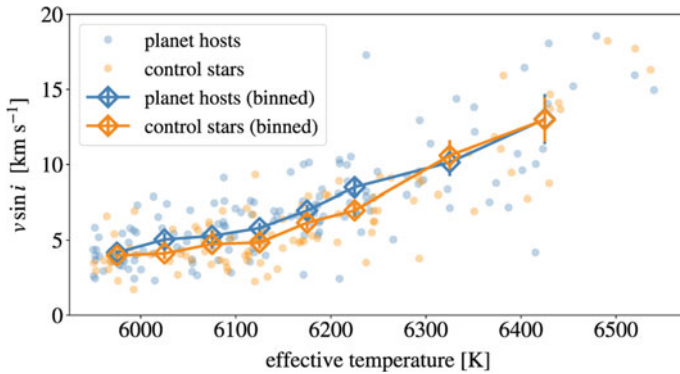 20
15
10
5
0
v sin i [km s⁻¹]
planet hosts
control stars
planet hosts (binned)
control stars (binned)
6000 6100 6200 6300 6400 6500
effective temperature [K]